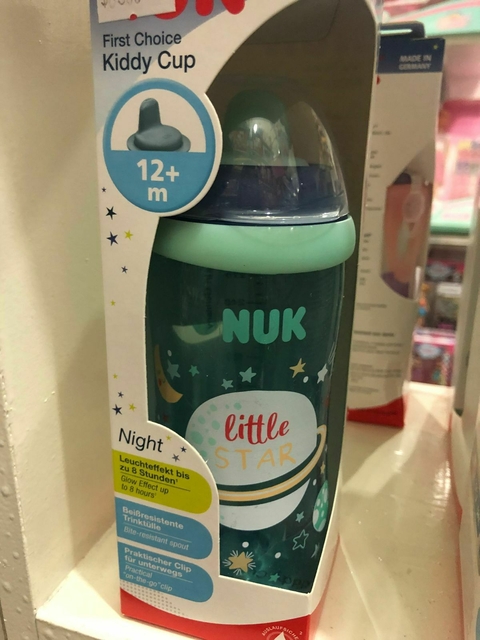 NUK
First Choice
Kiddy Cup
12+
m
MADE IN
GERMANY
NUK
little
STAR
Night
Leuchteffekt bis
zu 8 Stunden¹
Glow Effect up
to 8 hours¹
Beißresistente
Trinktülle
Bite-resistant spout
Praktischer Clip
für unterwegs
Practical
„on-the-go“ clip